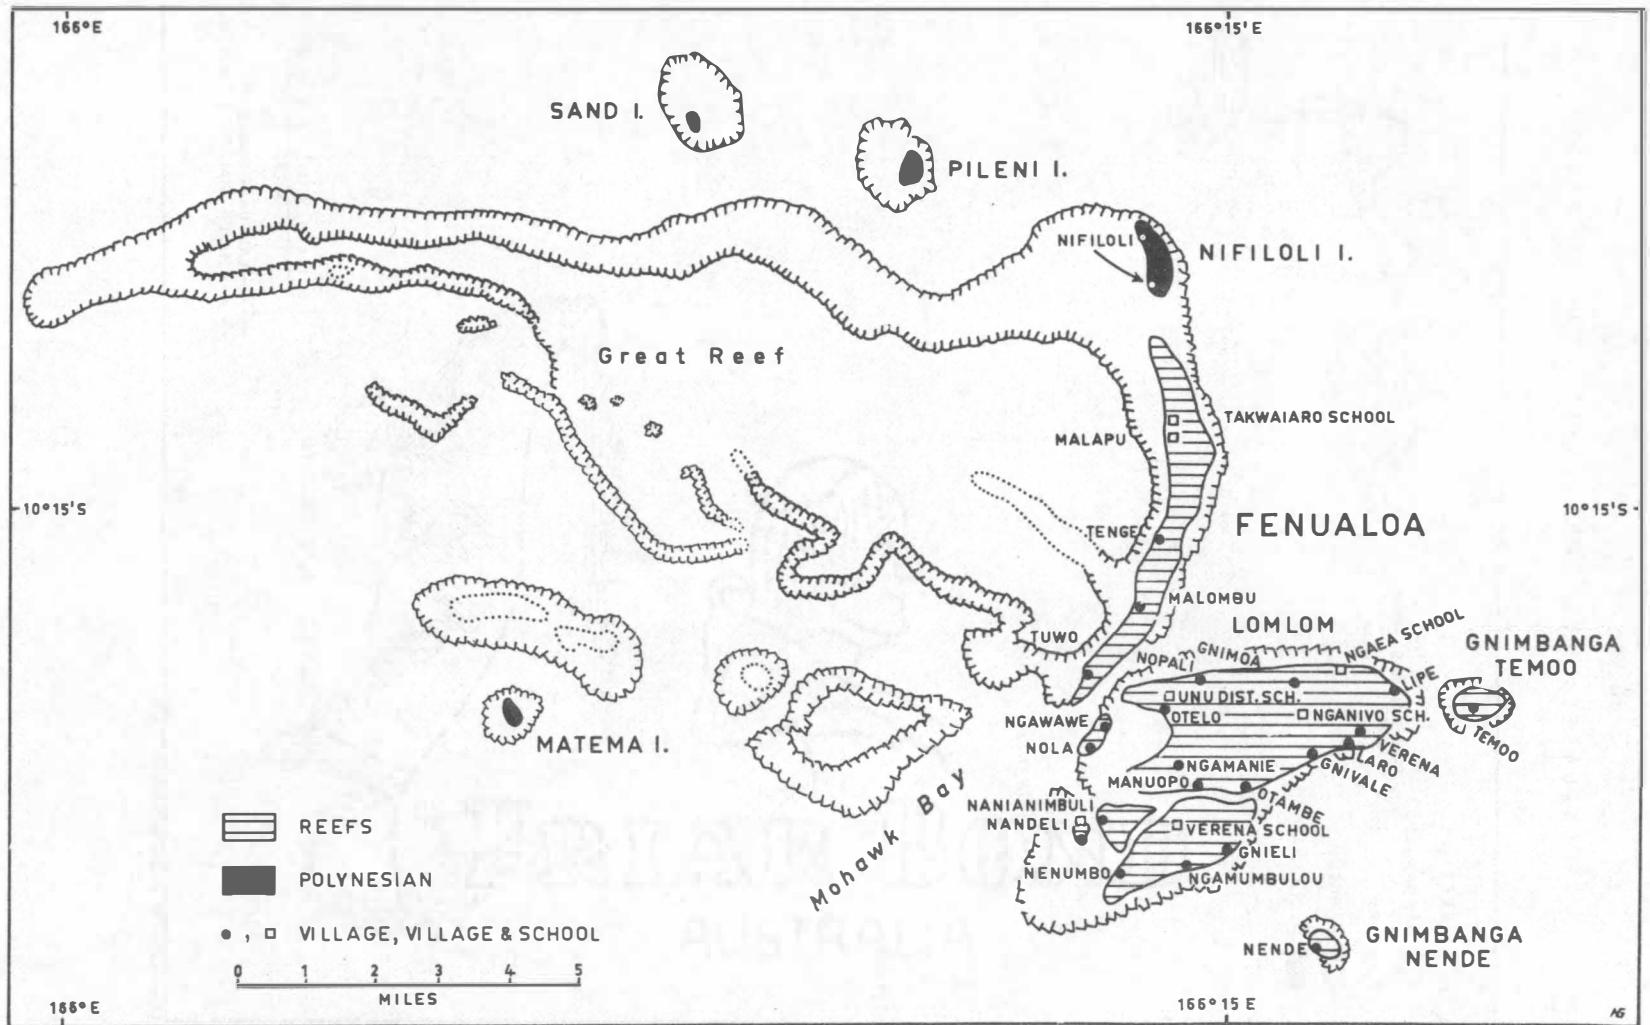 166°E
166°15'E
SAND I.
PILENI I.
NIFILOLI
NIFILOLI I.
Great Reef
TAKWAIARO SCHOOL
MALAPU
10°15'S
10°15'S
TENGE
FENUALOA
MALOMBU
LOMLOM
TUWO
NOPALI
GNIMOA
NGAEA SCHOOL
GNIMBANGA
TEMOO
LIPE
UNU DIST. SCH.
NGAWAWE
OTELO
NGANIVO SCH.
TEMOO
NOLA
VERENA
LARO
GNIVALE
MATEMA I.
NGAMANIE
MANUOPO
OTAMBE
Mohawk Bay
NANIANIMBULI
NANDELI
VERENA SCHOOL
GNIELI
NENUMBO
NGAMUMBULOU
REEFS
POLYNESIAN
VILLAGE, VILLAGE & SCHOOL
NENDE
GNIMBANGA
NENDE
0 1 2 3 4 5
MILES
166°E
166°15 E